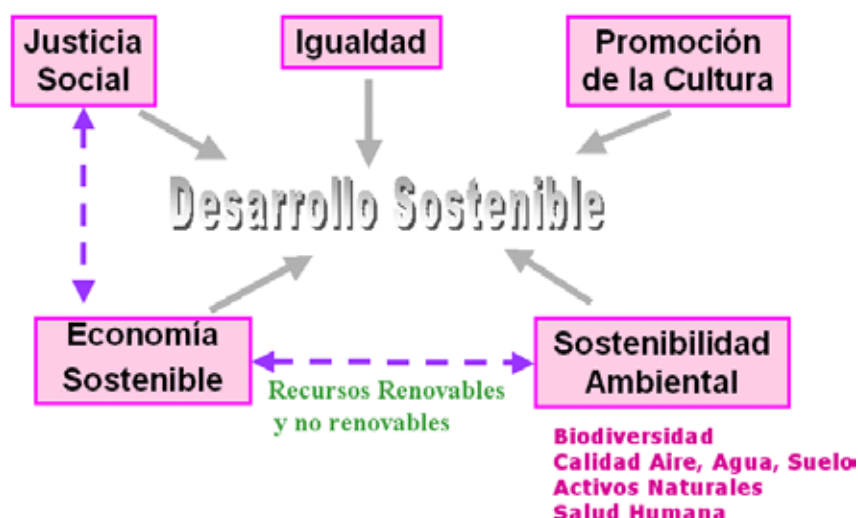 Justicia
Social
Igualdad
Promoción
de la Cultura
Desarrollo Sostenible
Economía
Sostenible
Recursos Renovables
y no renovables
Sostenibilidad
Ambiental
Biodiversidad
Calidad Aire, Agua, Suelo
Activos Naturales
Salud Humana